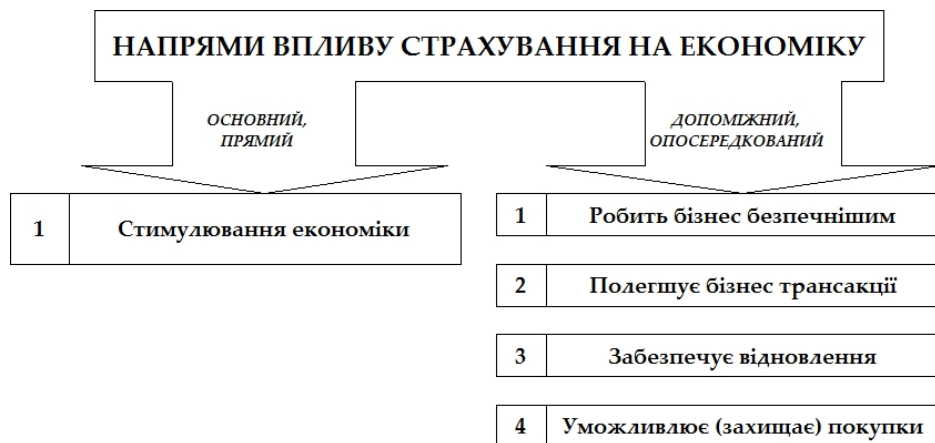 НАПРЯМИ ВПЛИВУ СТРАХУВАННЯ НА ЕКОНОМІКУ
ОСНОВНИЙ,
ПРЯМИЙ
ДОПОМІЖНИЙ,
ОПОСЕРЕДКОВАНИЙ
1 Стимулювання економіки
1 Робить бізнес безпечнішим
2 Полегшує бізнес трансакції
3 Забезпечує відновлення
4 Уможливлює (захищає) покупки